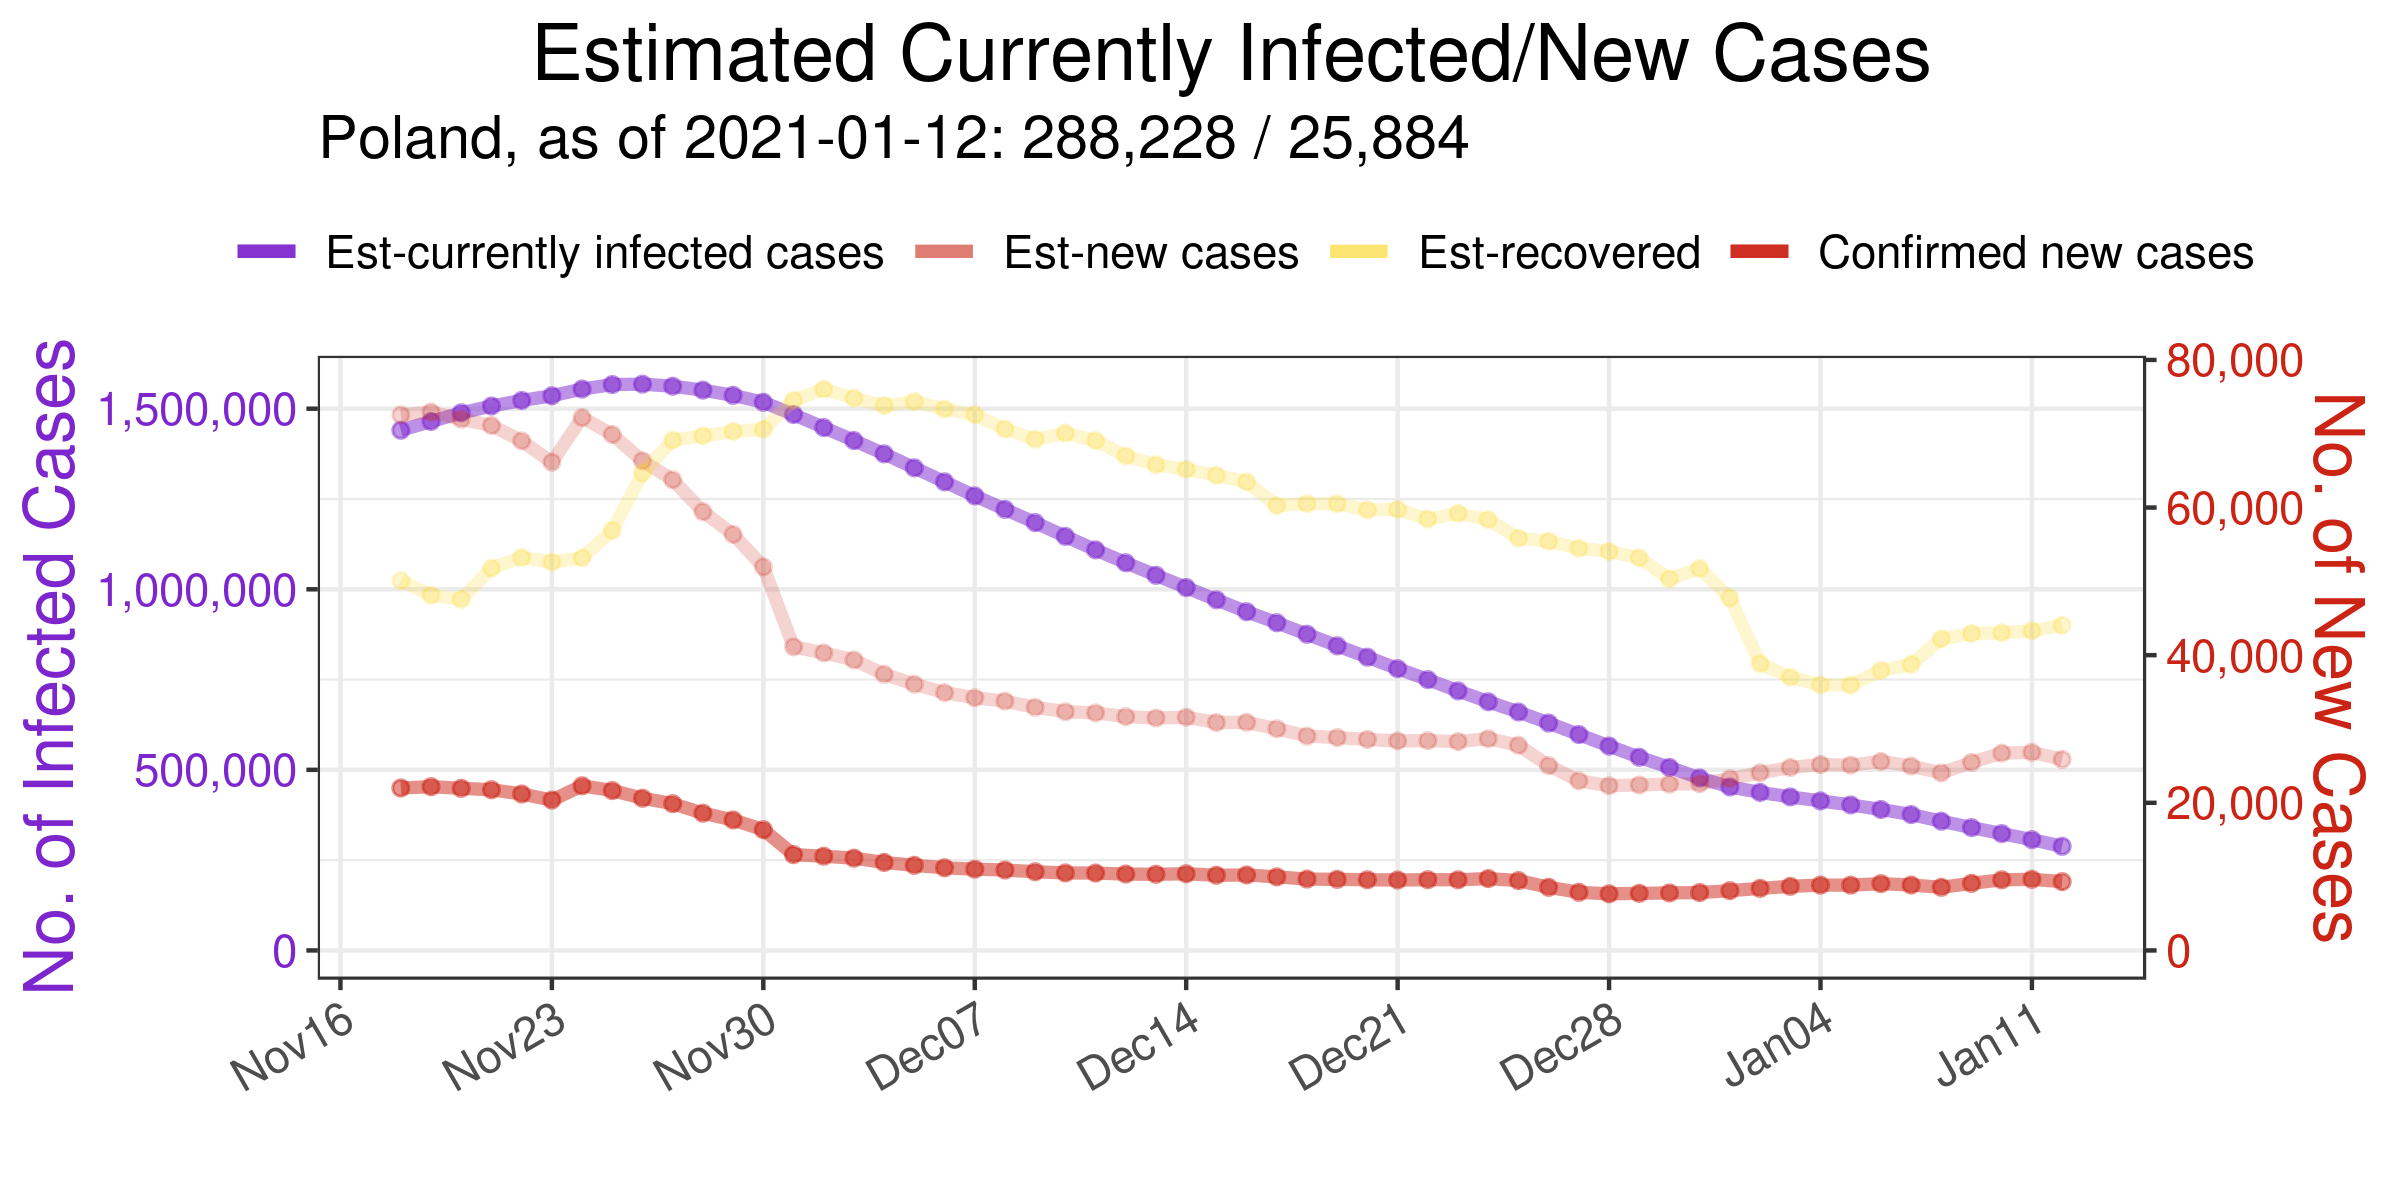 Estimated Currently Infected/New Cases
Poland, as of 2021-01-12: 288,228 / 25,884
Est-currently infected cases Est-new cases Est-recovered Confirmed new cases
No. of Infected Cases
1,500,000
1,000,000
500,000
0
80,000
60,000
40,000
20,000
0
No. of New Cases
Nov16 Nov23 Nov30 Dec07 Dec14 Dec21 Dec28 Jan04 Jan11